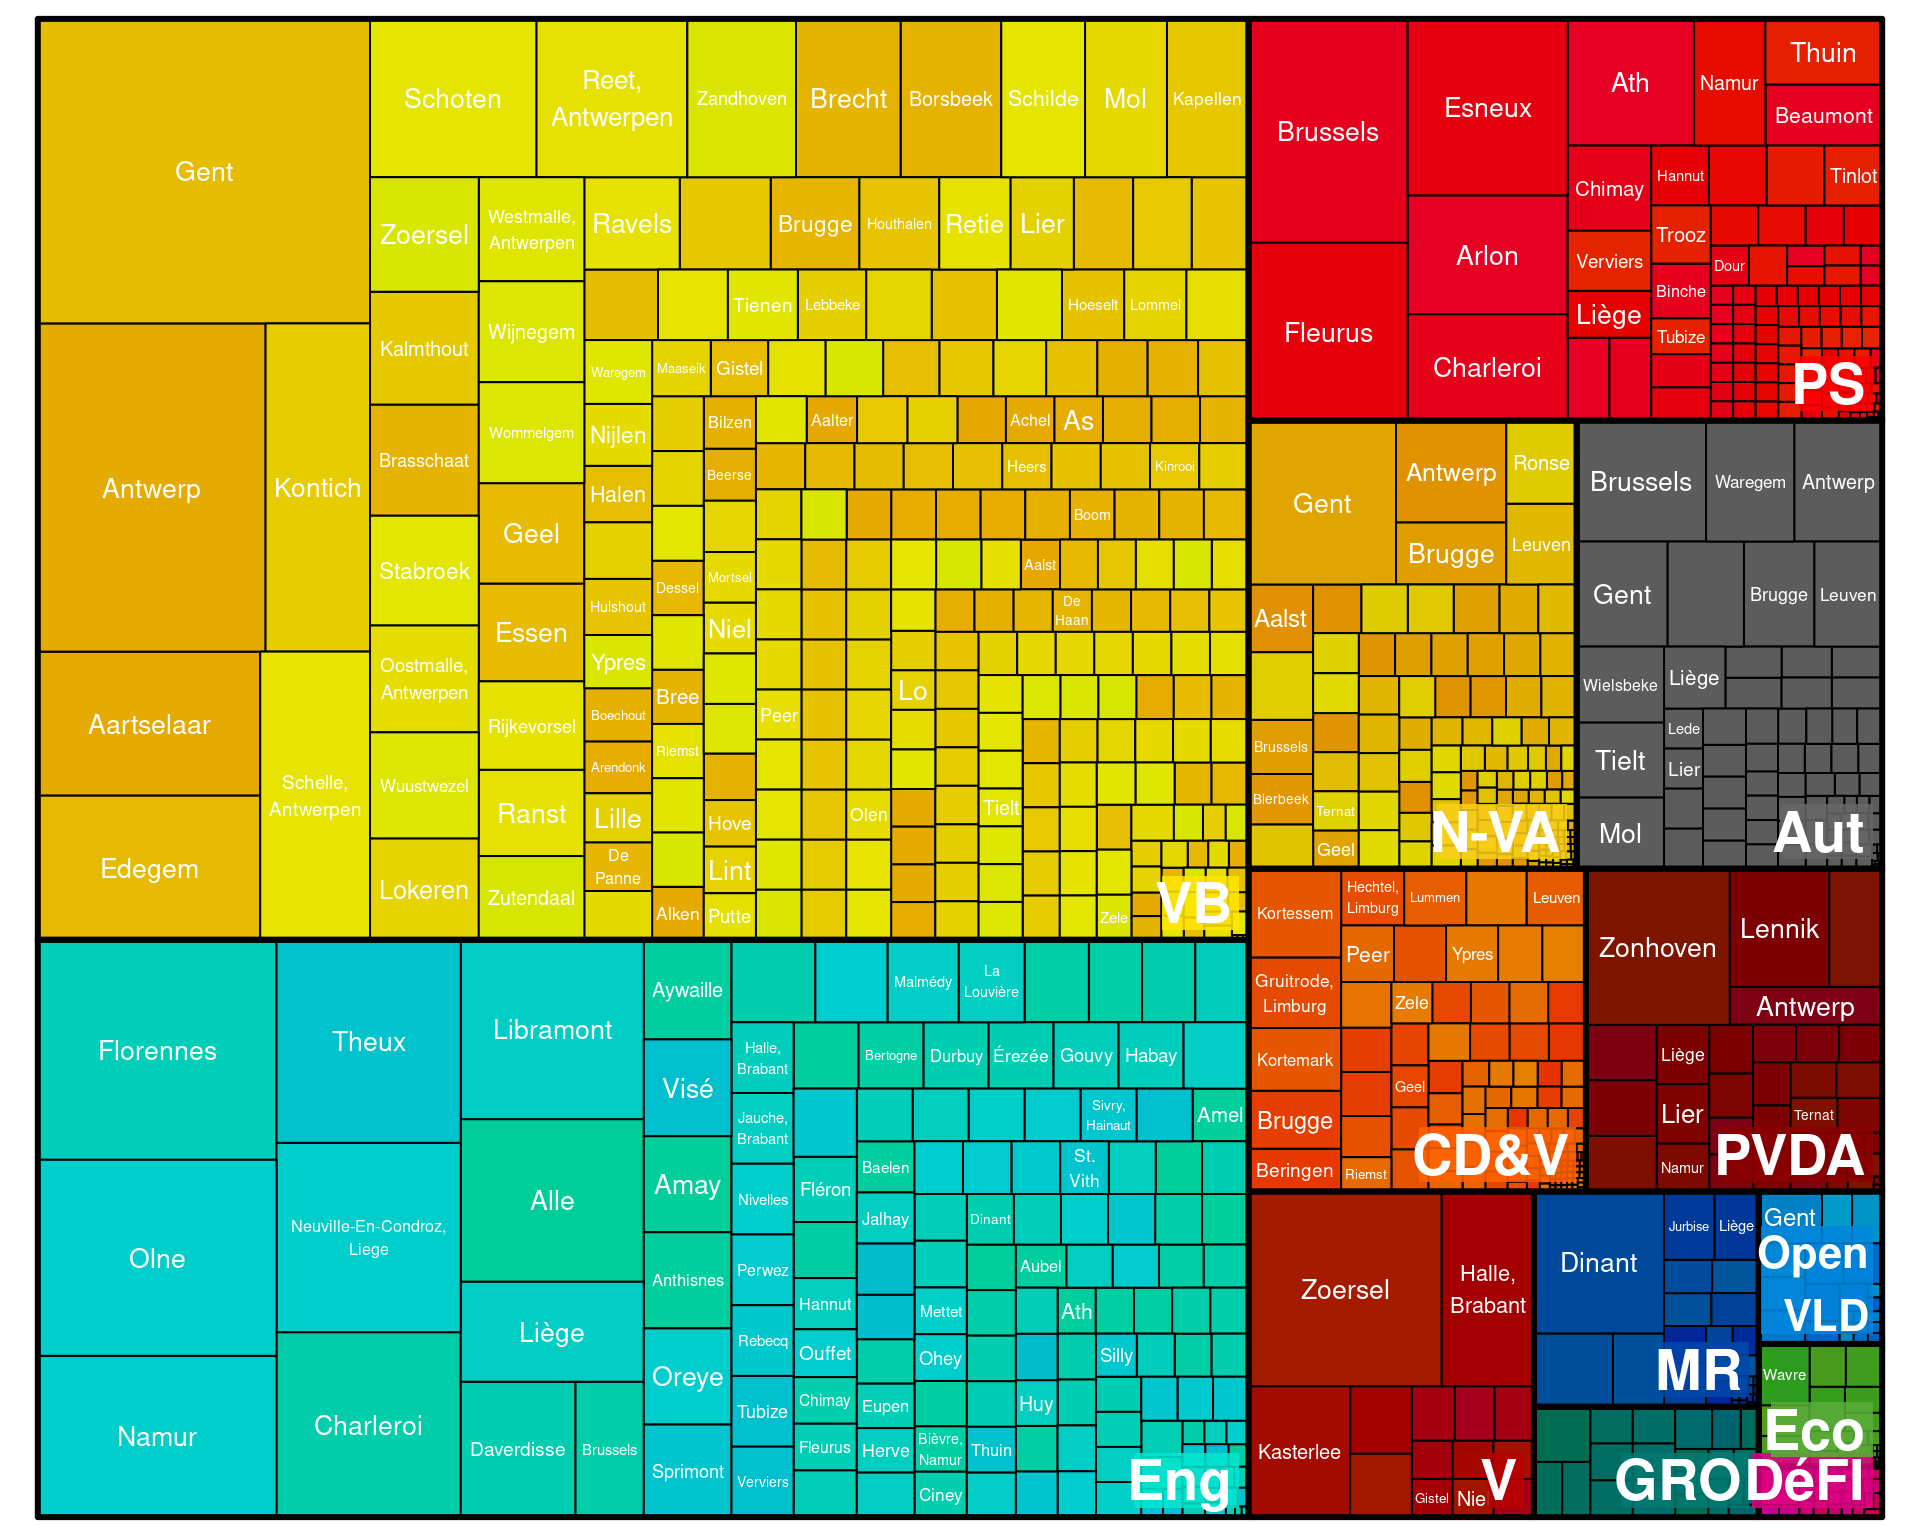 Gent
Schoten
Reet,
Antwerpen
Zandhoven
Brecht
Borsbeek
Schilde
Mol
Kapellen
Zoersel
Westmalle,
Antwerpen
Ravels
Brugge
Houthalen
Retie
Lier
Tienen
Lebbeke
Hoeselt
Lommel
Kalmthout
Wijnegem
Waregem
Maaseik
Gistel
Antwerp
Kontich
Brasschaat
Wommelgem
Nijlen
Bilzen
Aalter
Achel
As
Beerse
Heers
Kinrooi
Halen
Boom
Geel
Stabroek
Mortsel
Aalst
Dessel
Hulshout
De
Haan
Essen
Niel
Ypres
Oostmalle,
Antwerpen
Bree
Lo
Aartselaar
Rijkevorsel
Boechout
Peer
Riemst
Arendonk
Schelle,
Antwerpen
Wuustwezel
Ranst
Lille
Hove
Olen
Tielt
Edegem
De
Panne
Lint
Lokeren
Zutendaal
Alken
Putte
Zele
VB
Brussels
Esneux
Ath
Namur
Thuin
Beaumont
Chimay
Hannut
Tinlot
Trooz
Arlon
Verviers
Dour
Binche
Liège
Fleurus
Tubize
Charleroi
PS
Gent
Antwerp
Ronse
Brugge
Leuven
Aalst
Brussels
Bierbeek
Ternat
Geel
N-VA
Brussels
Waregem
Antwerp
Gent
Brugge
Leuven
Wielsbeke
Liège
Lede
Tielt
Lier
Mol
Aut
Kortessem
Hechtel,
Limburg
Lummen
Leuven
Peer
Ypres
Gruitrode,
Limburg
Zele
Kortemark
Geel
Brugge
Beringen
Riemst
CD&V
Zonhoven
Lennik
Antwerp
Liège
Lier
Ternat
Namur
PVDA
Florennes
Theux
Libramont
Aywaille
Malmédy
La
Louvière
Visé
Halle,
Brabant
Bertogne
Durbuy
Érezée
Gouvy
Habay
Jauche,
Brabant
Sivry,
Hainaut
Amel
Olne
Neuville-En-Condroz,
Liege
Alle
Amay
Baelen
St.
Vith
Nivelles
Fléron
Jalhay
Dinant
Anthisnes
Perwez
Aubel
Hannut
Mettet
Ath
Liège
Rebecq
Ouffet
Ohey
Silly
Oreye
Chimay
Namur
Charleroi
Tubize
Eupen
Huy
Daverdisse
Brussels
Sprimont
Fleurus
Herve
Bièvre,
Namur
Thuin
Verviers
Ciney
Eng
Zoersel
Halle,
Brabant
Kasterlee
Gistel
V
Dinant
Jurbise
Liège
MR
Gent
Open
VLD
Wavre
Eco
GRO
DéFI